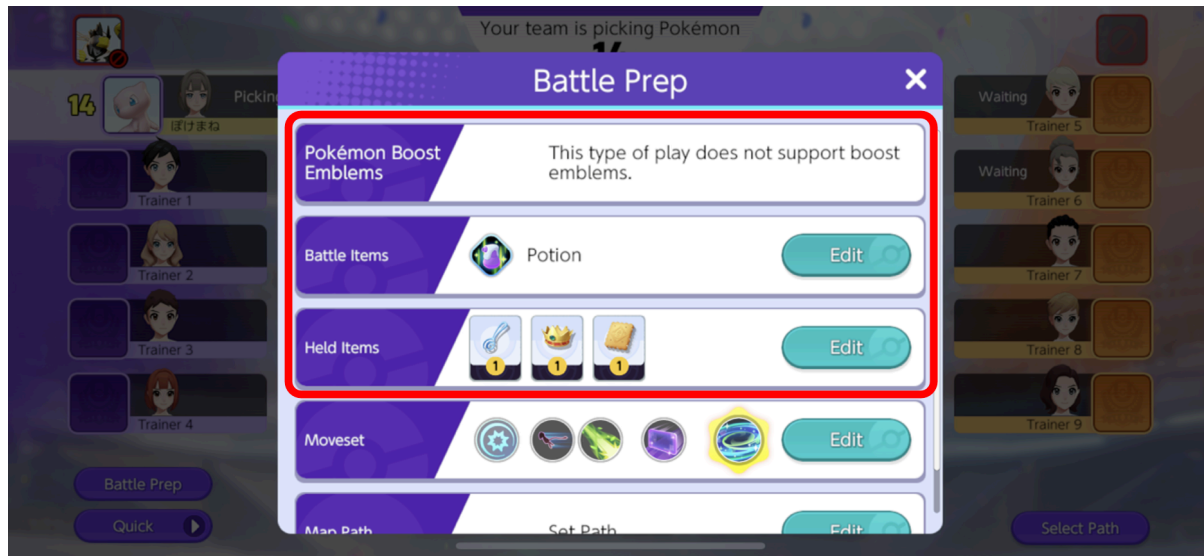 Your team is picking Pokémon
14
Battle Prep
14
Picking
ぽけまね
Trainer 1
Trainer 2
Trainer 3
Trainer 4
Battle Prep
Quick
Pokémon Boost
Emblems
This type of play does not support boost
emblems.
Battle Items
Potion
Edit
Held Items
1
1
1
Edit
Moveset
Edit
Map Path
Set Path
Edit
Waiting
Trainer 5
Waiting
Trainer 6
Trainer 7
Trainer 8
Trainer 9
Select Path